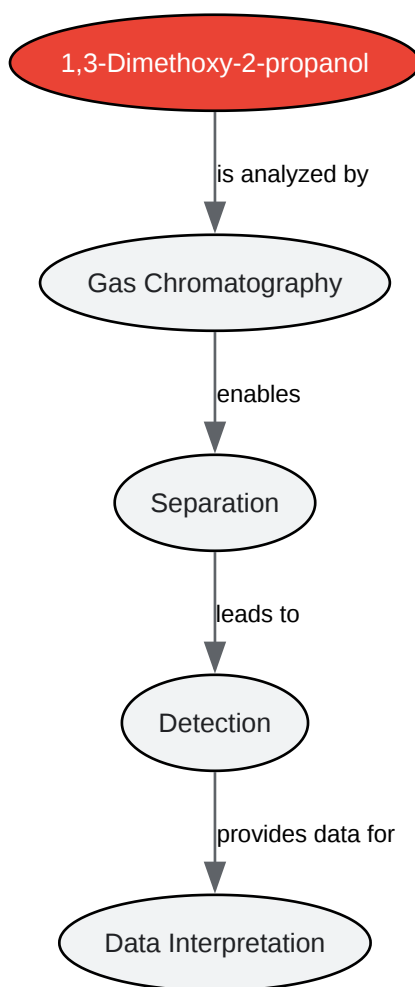 1,3-Dimethoxy-2-propanol
is analyzed by
Gas Chromatography
enables
Separation
leads to
Detection
provides data for
Data Interpretation